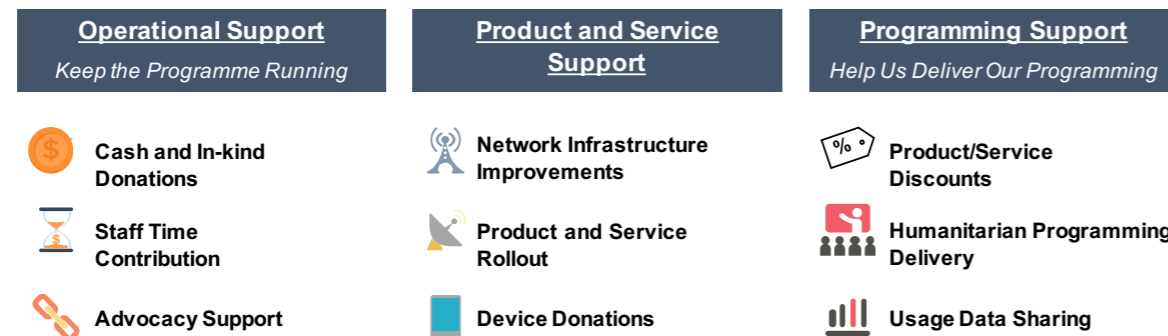 Operational Support
Keep the Programme Running
$
Cash and In-kind
Donations
$
Staff Time
Contribution
Advocacy Support
Product and Service
Support
Network Infrastructure
Improvements
Product and Service
Rollout
Device Donations
Programming Support
Help Us Deliver Our Programming
%
Product/Service
Discounts
Humanitarian Programming
Delivery
Usage Data Sharing